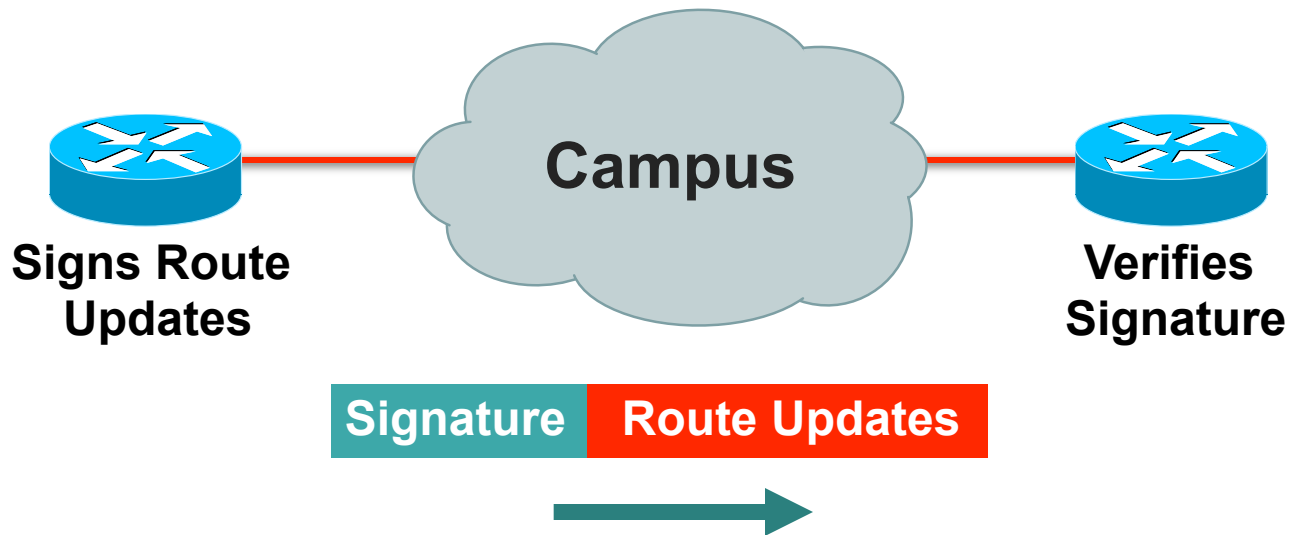 Campus
Signs Route
Updates
Verifies
Signature
Signature
Route Updates